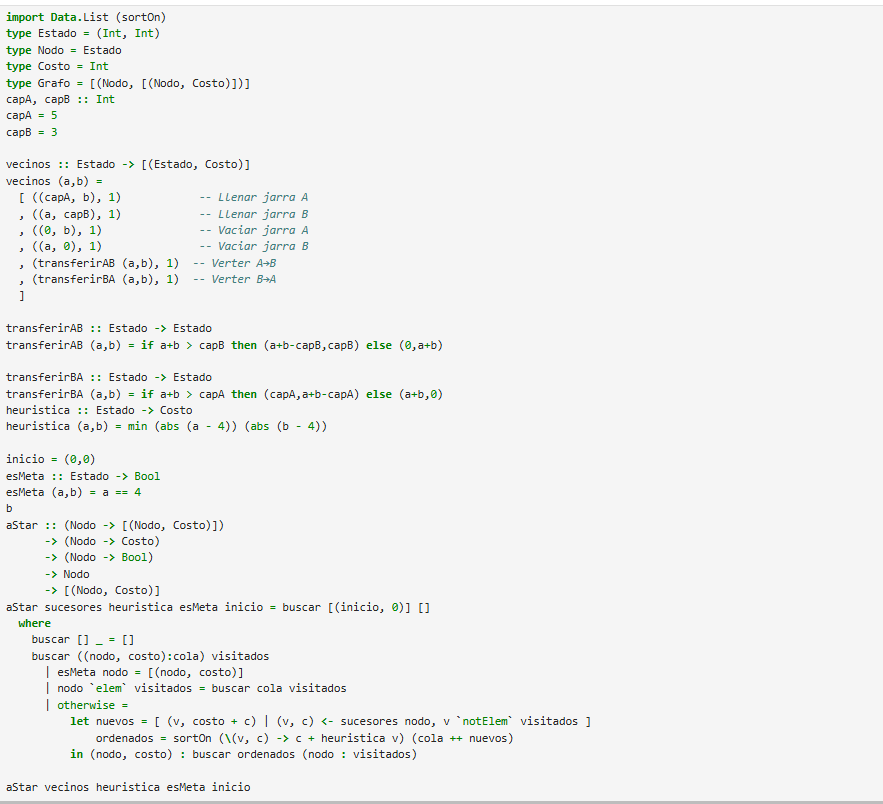 import Data.List (sortOn)
type Estado = (Int, Int)
type Nodo = Estado
type Costo = Int
type Grafo = [(Nodo, [(Nodo, Costo)])]
capA, capB :: Int
capA = 5
capB = 3

vecinos :: Estado -> [(Estado, Costo)]
vecinos (a,b) =
  [ ((capA, b), 1)            -- Llenar jarra A
  , ((a, capB), 1)            -- Llenar jarra B
  , ((0, b), 1)               -- Vaciar jarra A
  , ((a, 0), 1)               -- Vaciar jarra B
  , (transferirAB (a,b), 1)  -- Verter A→B
  , (transferirBA (a,b), 1)  -- Verter B→A
  ]

transferirAB :: Estado -> Estado
transferirAB (a,b) = if a+b > capB then (a+b-capB,capB) else (0,a+b)

transferirBA :: Estado -> Estado
transferirBA (a,b) = if a+b > capA then (capA,a+b-capA) else (a+b,0)
heuristica :: Estado -> Costo
heuristica (a,b) = min (abs (a - 4)) (abs (b - 4))

inicio = (0,0)
esMeta :: Estado -> Bool
esMeta (a,b) = a == 4
b
aStar :: (Nodo -> [(Nodo, Costo)])
      -> (Nodo -> Costo)
      -> (Nodo -> Bool)
      -> Nodo
      -> [(Nodo, Costo)]
aStar sucesores heuristica esMeta inicio = buscar [(inicio, 0)] []
  where
    buscar [] _ = []
    buscar ((nodo, costo):cola) visitados
      | esMeta nodo = [(nodo, costo)]
      | nodo `elem` visitados = buscar cola visitados
      | otherwise =
          let nuevos = [ (v, costo + c) | (v, c) <- sucesores nodo, v `notElem` visitados ]
              ordenados = sortOn (\(v, c) -> c + heuristica v) (cola ++ nuevos)
          in (nodo, costo) : buscar ordenados (nodo : visitados)

aStar vecinos heuristica esMeta inicio